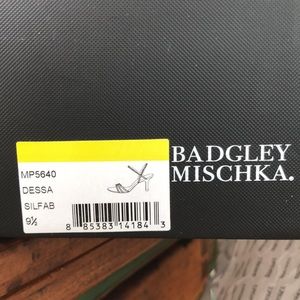 BADGLEY
MISCHKA.
MP5640
DESSA
SILFAB
9½
8 85383 14184 3